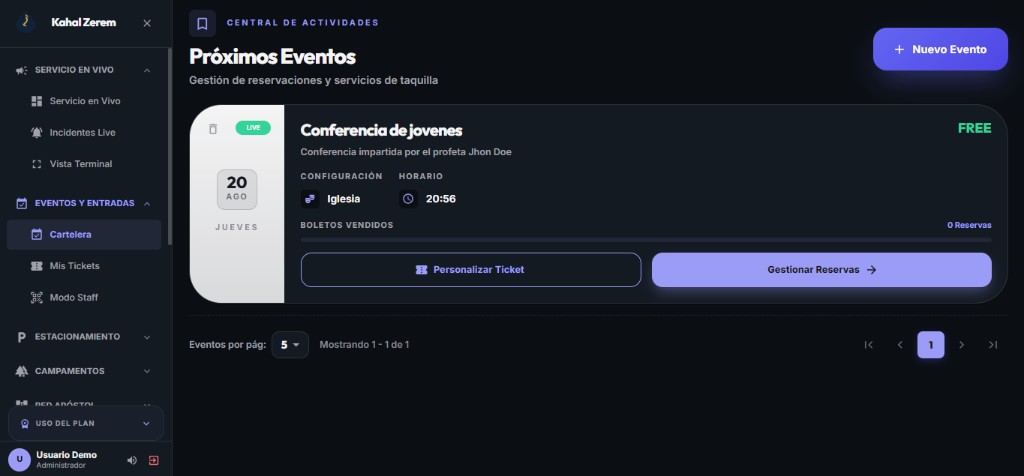 Kahal Zerem
SERVICIO EN VIVO
Servicio en Vivo
Incidentes Live
Vista Terminal
EVENTOS Y ENTRADAS
Cartelera
Mis Tickets
Modo Staff
ESTACIONAMIENTO
CAMPAMENTOS
RED APÓSTOL
USO DEL PLAN
U
Usuario Demo
Administrador
CENTRAL DE ACTIVIDADES
Próximos Eventos
Gestión de reservaciones y servicios de taquilla
+ Nuevo Evento
LIVE
20
AGO
JUEVES
Conferencia de jovenes
FREE
Conferencia impartida por el profeta Jhon Doe
CONFIGURACIÓN HORARIO
Iglesia 20:56
BOLETOS VENDIDOS 0 Reservas
Personalizar Ticket
Gestionar Reservas →
Eventos por pág: 5 Mostrando 1 - 1 de 1
1